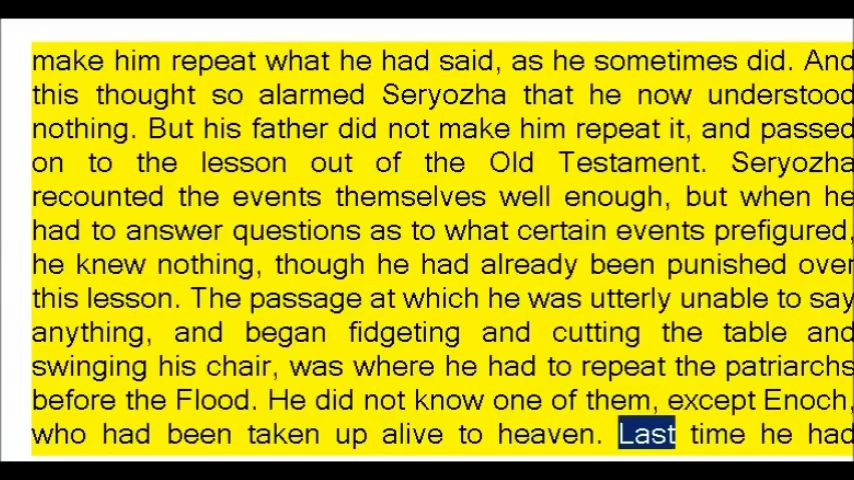 make him repeat what he had said, as he sometimes did. And
this thought so alarmed Seryozha that he now understood
nothing. But his father did not make him repeat it, and passed
on to the lesson out of the Old Testament. Seryozha
recounted the events themselves well enough, but when he
had to answer questions as to what certain events prefigured,
he knew nothing, though he had already been punished over
this lesson. The passage at which he was utterly unable to say
anything, and began fidgeting and cutting the table and
swinging his chair, was where he had to repeat the patriarchs
before the Flood. He did not know one of them, except Enoch,
who had been taken up alive to heaven. Last time he had